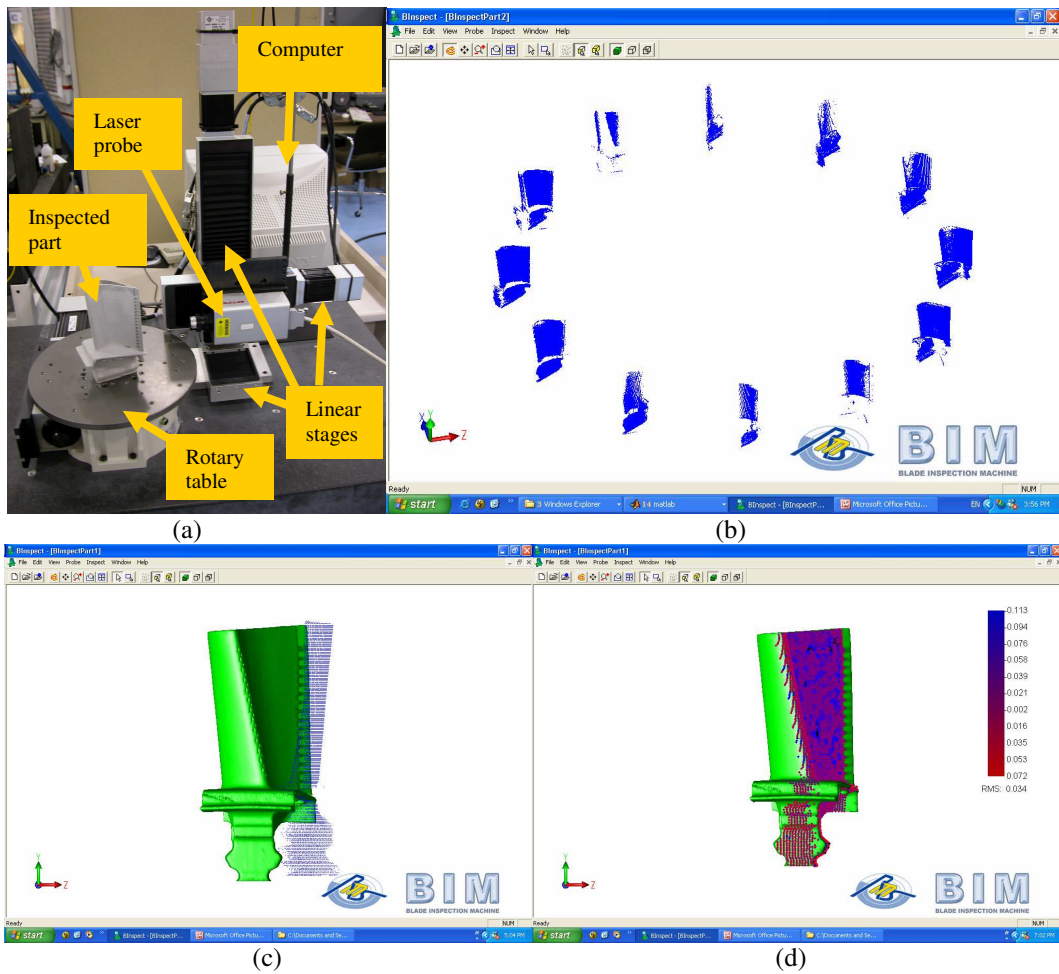 Computer
Laser
probe
Inspected
part
Linear
stages
Rotary
table
(a)
BInspect - [BInspectPart2]
File Edit View Probe Inspect Window Help
Y
X
Z
BIM
BLADE INSPECTION MACHINE
Ready
NUM
start
3 Windows Explorer
14 matlab
BInspect - [BInspectP...
Microsoft Office Pictu...
EN
3:56 PM
(b)
BInspect - [BInspectPart1]
File Edit View Probe Inspect Window Help
Y
Z
BIM
BLADE INSPECTION MACHINE
Ready
NUM
start
BInspect - [BInspectP...
Microsoft Office Pictu...
C:\Documents and Se...
5:04 PM
(c)
BInspect - [BInspectPart1]
File Edit View Probe Inspect Window Help
0.113
0.094
0.076
0.058
0.039
0.021
0.002
0.016
0.035
0.053
0.072
RMS: 0.034
Y
Z
BIM
BLADE INSPECTION MACHINE
Ready
NUM
start
BInspect - [BInspectP...
Microsoft Office Pictu...
C:\Documents and Se...
7:02 PM
(d)